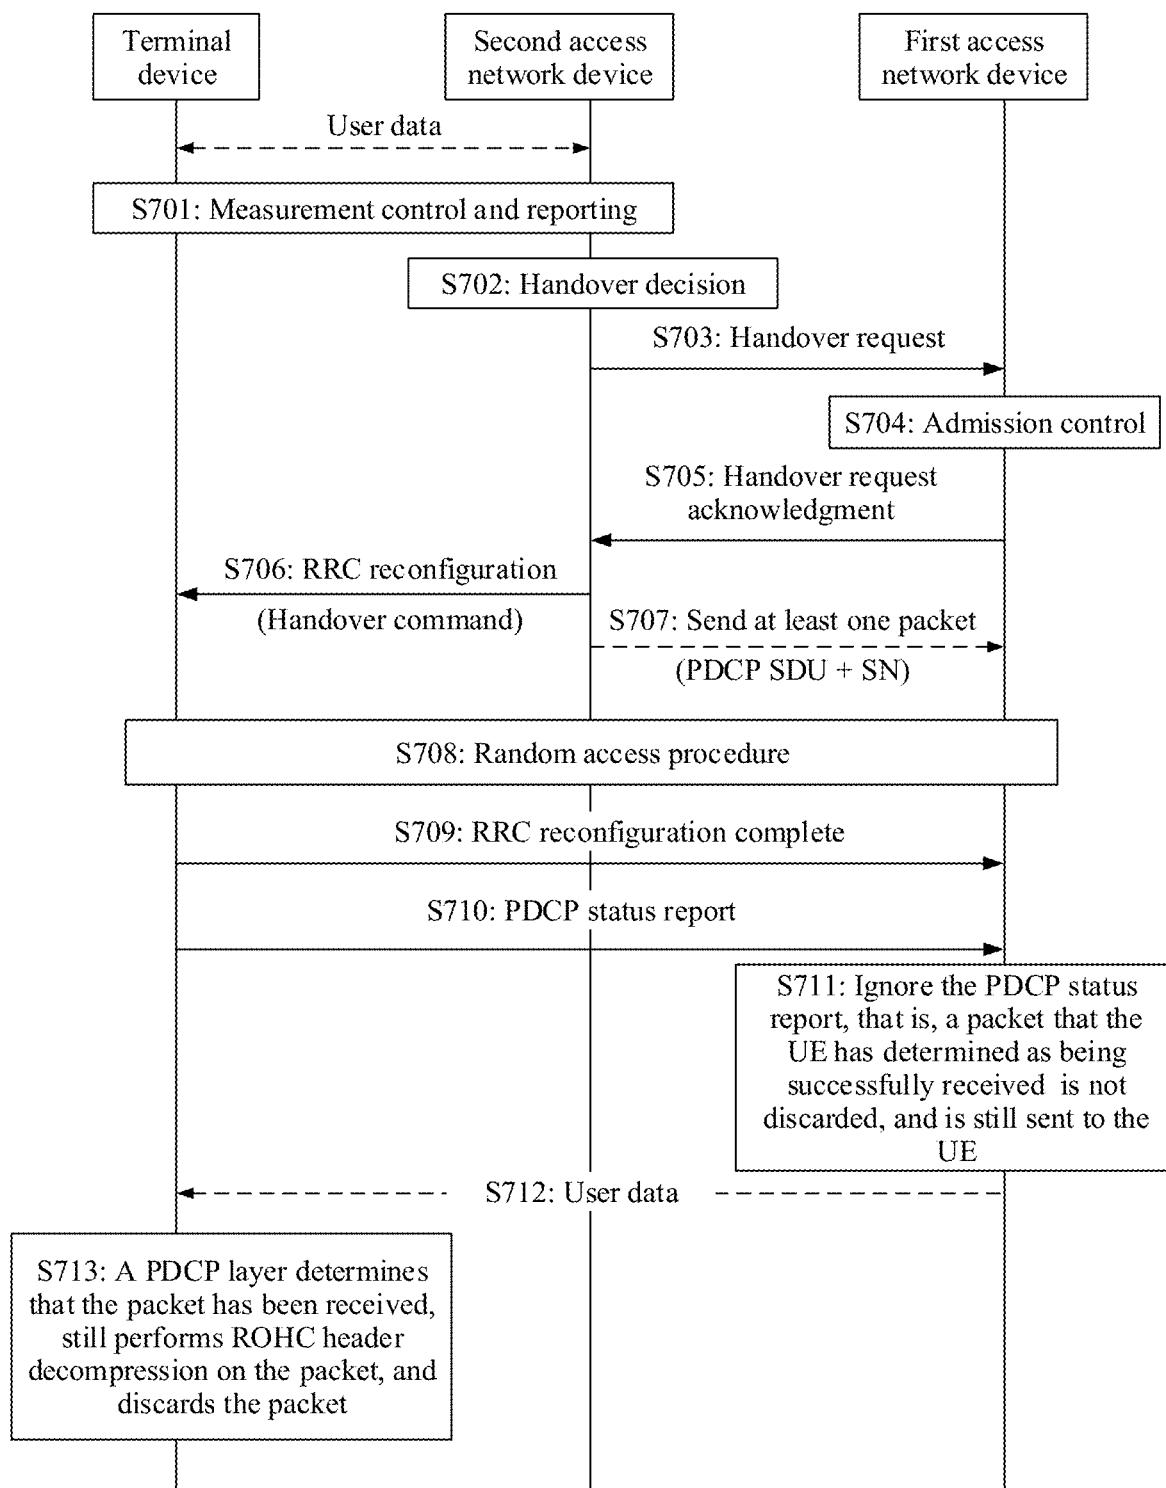 Terminal
device
Second access
network device
First access
network device
User data
S701: Measurement control and reporting
S702: Handover decision
S703: Handover request
S704: Admission control
S705: Handover request
acknowledgment
S706: RRC reconfiguration
(Handover command)
S707: Send at least one packet
(PDCP SDU + SN)
S708: Random access procedure
S709: RRC reconfiguration complete
S710: PDCP status report
S711: Ignore the PDCP status
report, that is, a packet that the
UE has determined as being
successfully received is not
discarded, and is still sent to the
UE
S712: User data
S713: A PDCP layer determines
that the packet has been received,
still performs ROHC header
decompression on the packet, and
discards the packet